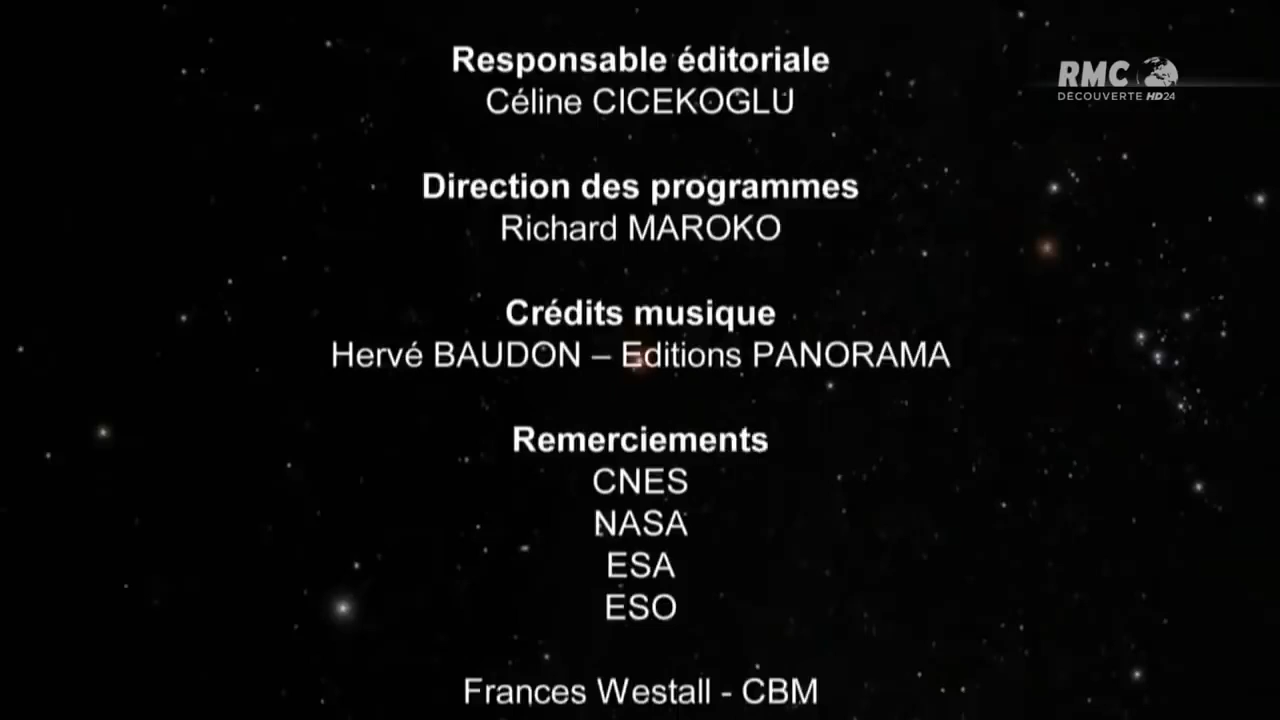 Responsable éditoriale
Céline CICEKOGLU
RMC
DÉCOUVERTE HD24
Direction des programmes
Richard MAROKO
Crédits musique
Hervé BAUDON – Editions PANORAMA
Remerciements
CNES
NASA
ESA
ESO
Frances Westall - CBM